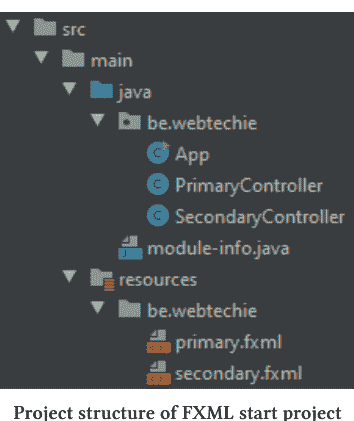 src
main
java
be.webtechie
App
PrimaryController
SecondaryController
module-info.java
resources
be.webtechie
primary.fxml
secondary.fxml
Project structure of FXML start project